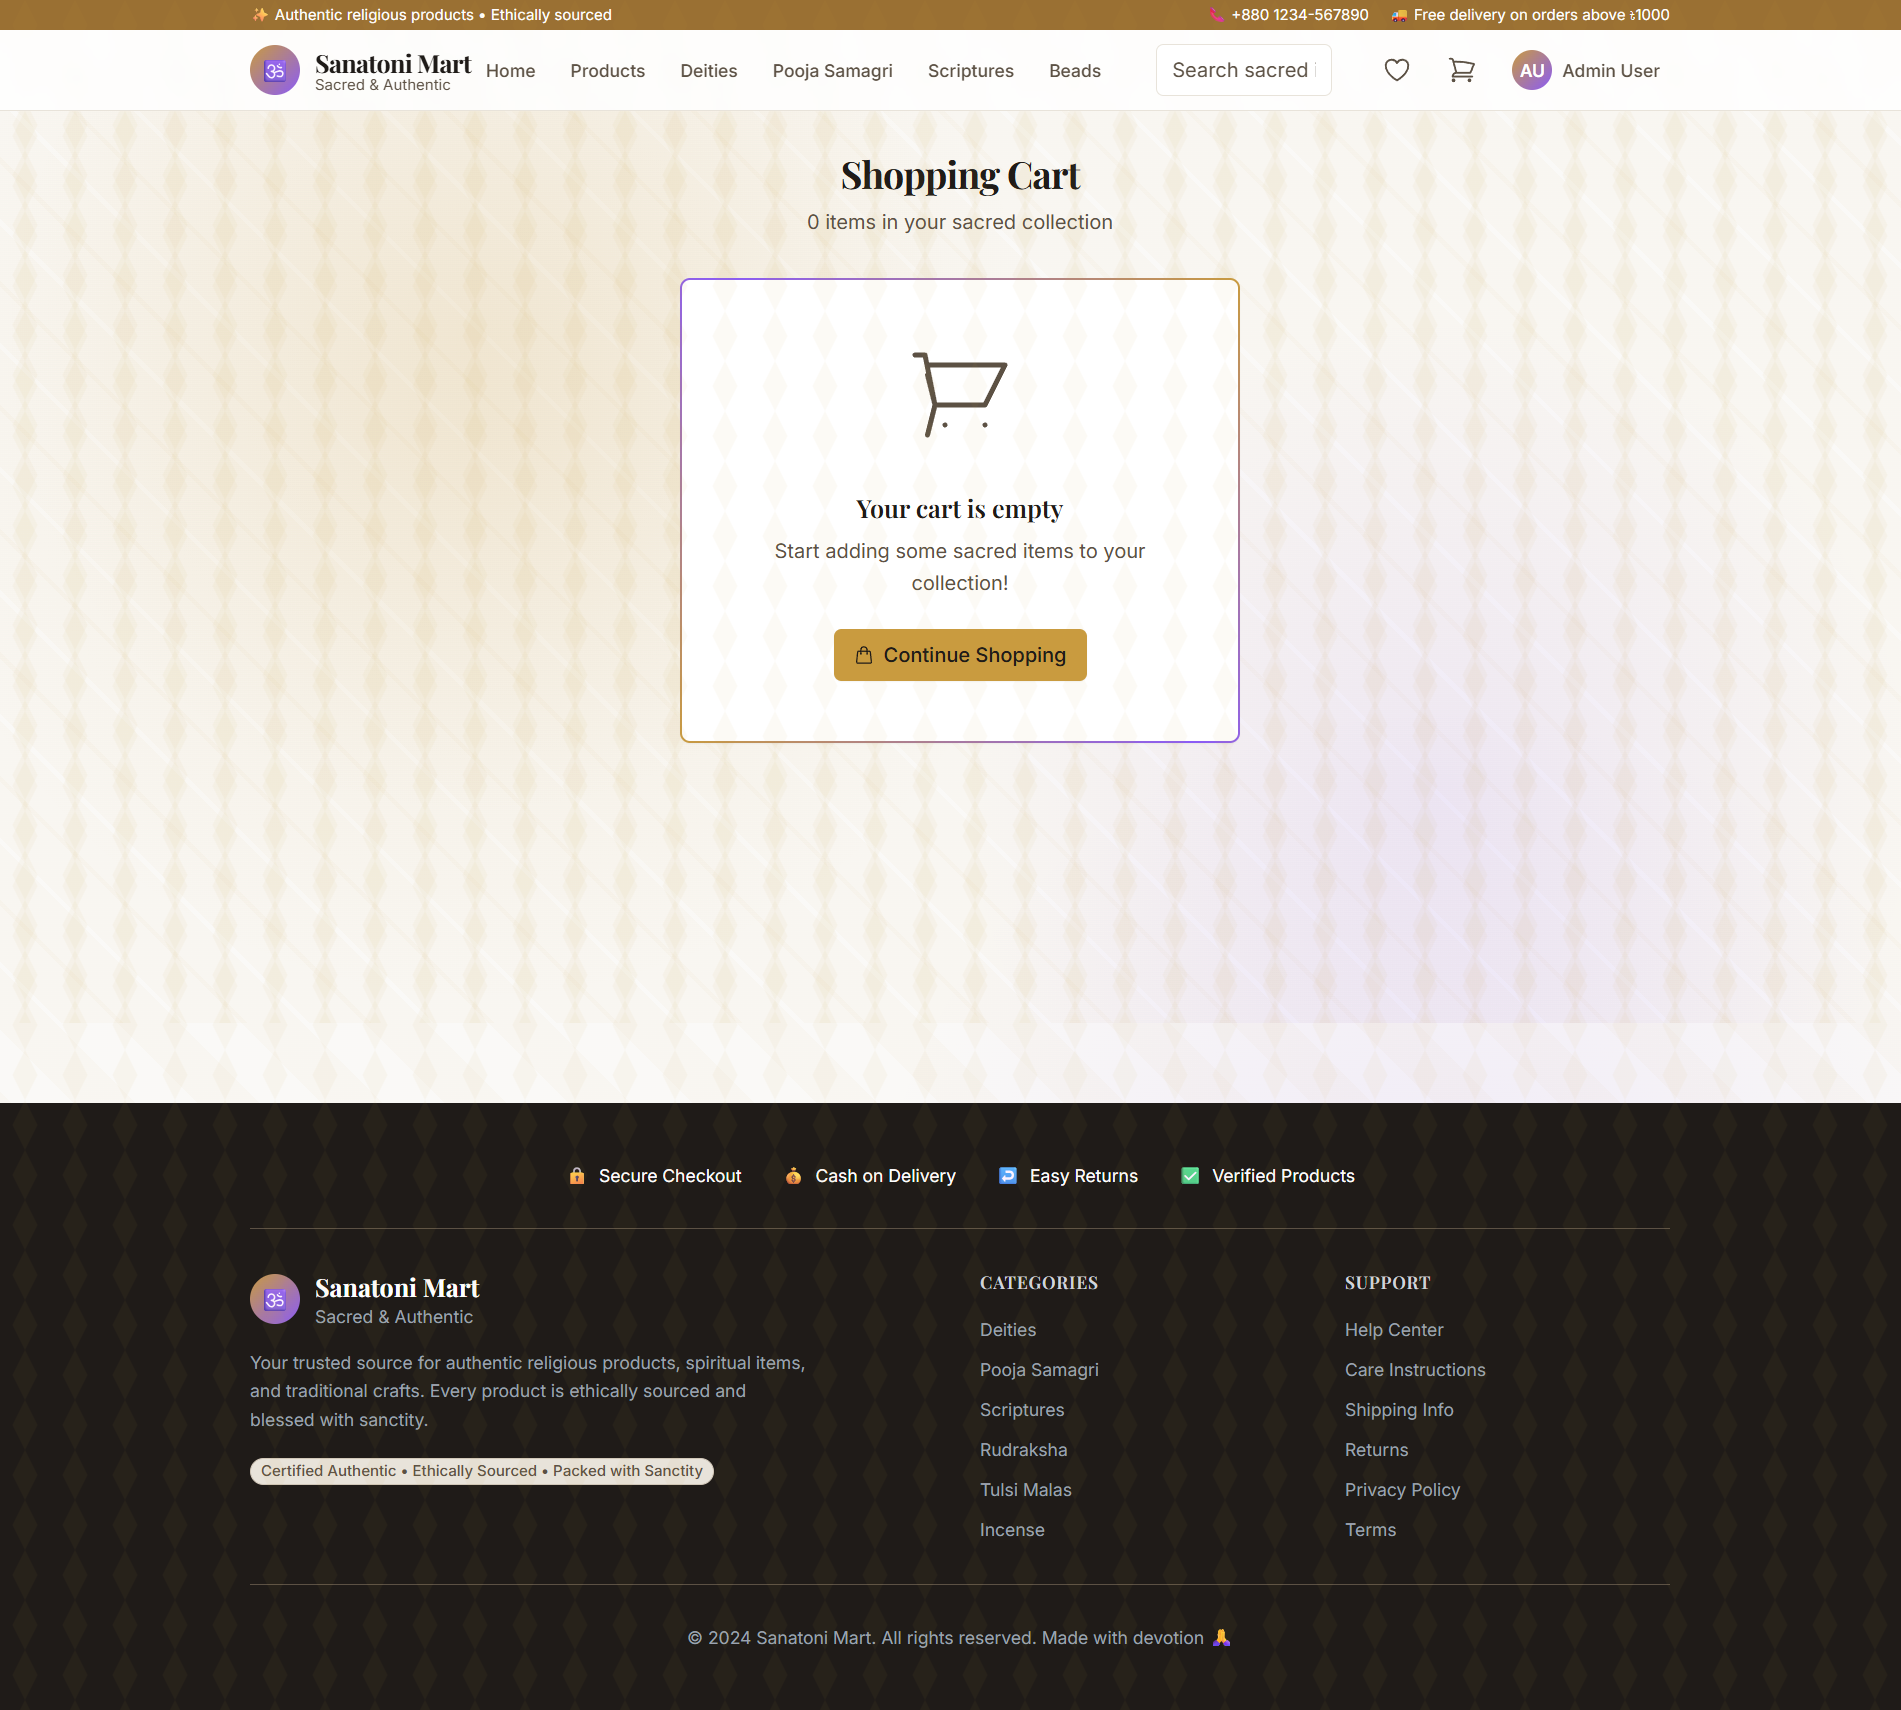 ✨ Authentic religious products • Ethically sourced
📞 +880 1234-567890 🚚 Free delivery on orders above ৳1000
🕉 Sanatoni Mart
Sacred & Authentic
Home Products Deities Pooja Samagri Scriptures Beads
Search sacred
AU Admin User
Shopping Cart
0 items in your sacred collection
Your cart is empty
Start adding some sacred items to your
collection!
Continue Shopping
🔒 Secure Checkout 💰 Cash on Delivery ↩️ Easy Returns ✅ Verified Products
🕉 Sanatoni Mart
Sacred & Authentic
Your trusted source for authentic religious products, spiritual items,
and traditional crafts. Every product is ethically sourced and
blessed with sanctity.
Certified Authentic • Ethically Sourced • Packed with Sanctity
CATEGORIES
Deities
Pooja Samagri
Scriptures
Rudraksha
Tulsi Malas
Incense
SUPPORT
Help Center
Care Instructions
Shipping Info
Returns
Privacy Policy
Terms
© 2024 Sanatoni Mart. All rights reserved. Made with devotion 🙏